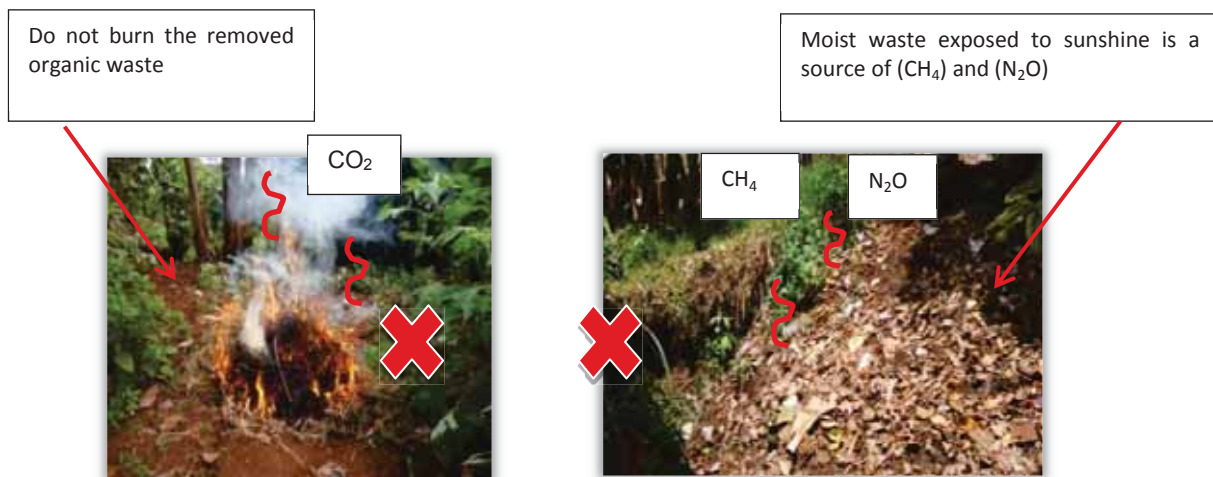 Do not burn the removed
organic waste
Moist waste exposed to sunshine is a
source of (CH₄) and (N₂O)
CO₂
CH₄
N₂O